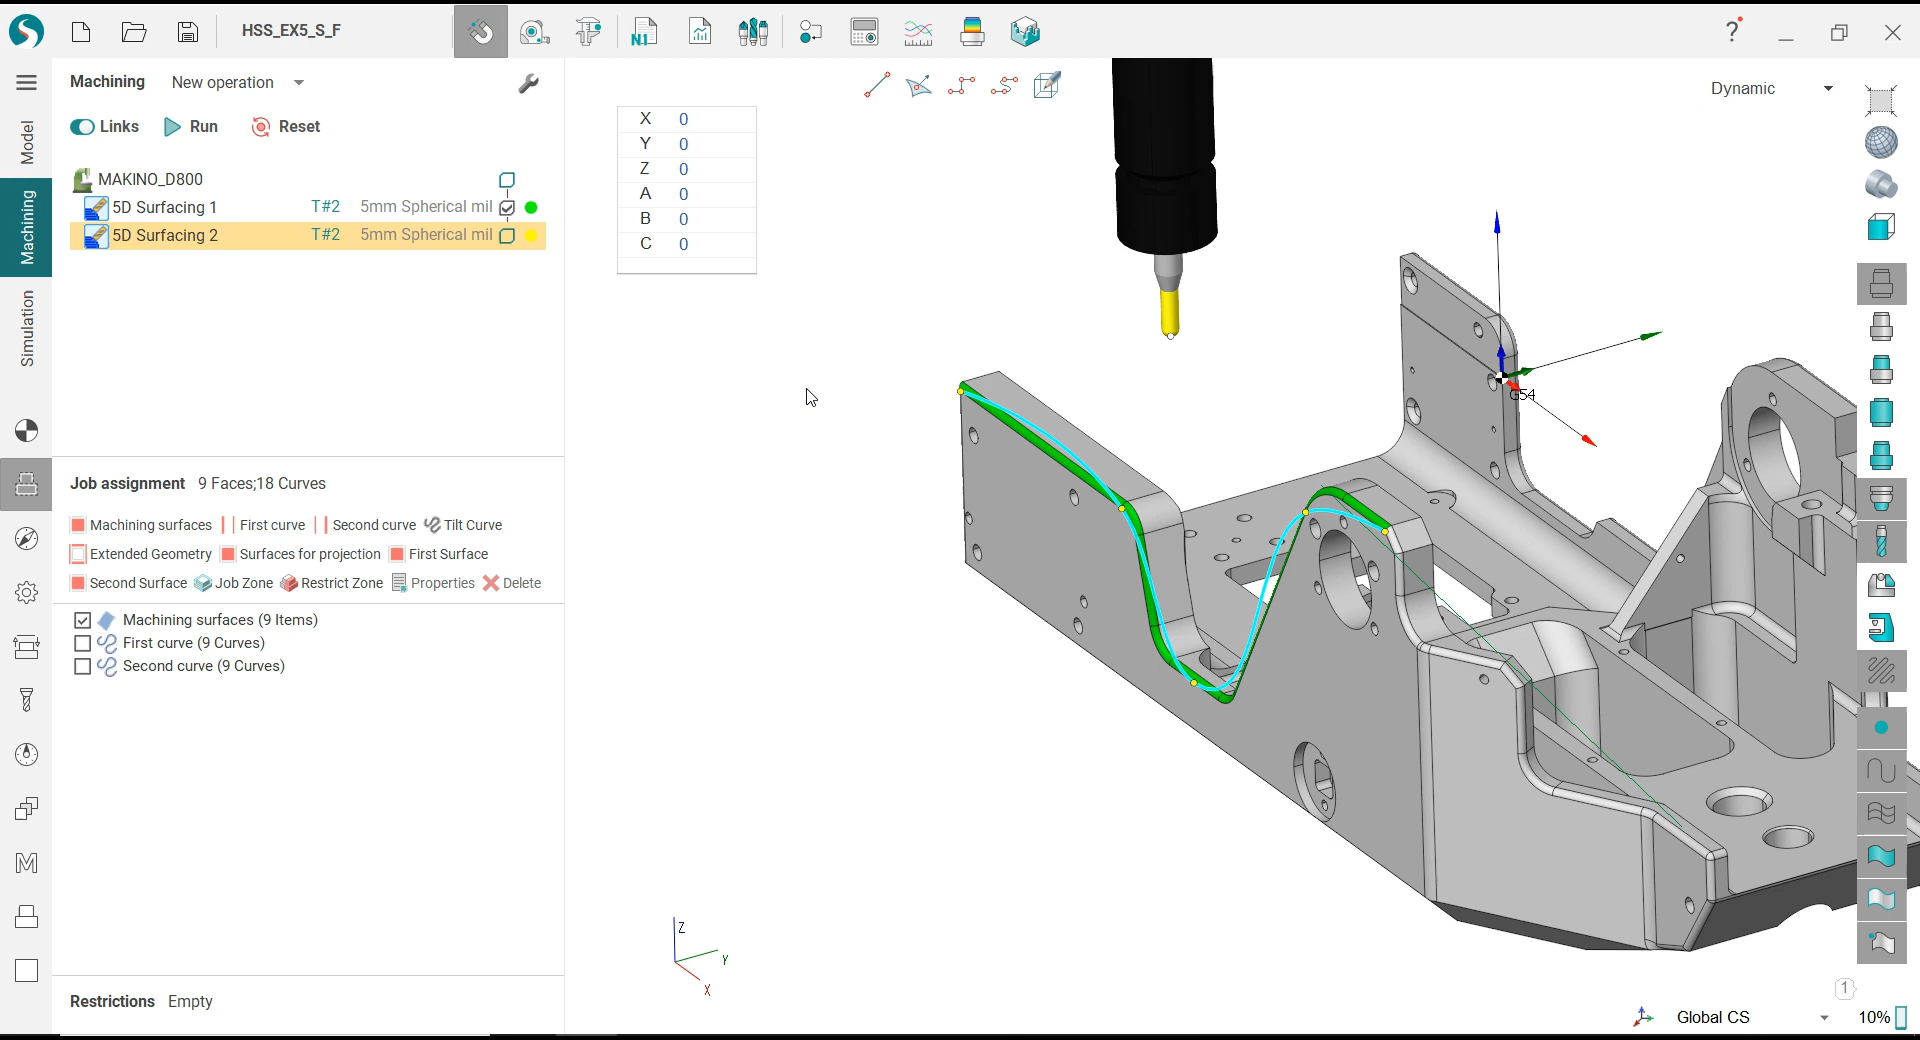 HSS_EX5_S_F
N1
?
Machining New operation
Dynamic
Links Run Reset
Model
Machining
Simulation
X 0
Y 0
Z 0
A 0
B 0
C 0
MAKINO_D800
5D Surfacing 1 T#2 5mm Spherical mil
5D Surfacing 2 T#2 5mm Spherical mil
G54
Job assignment 9 Faces;18 Curves
Machining surfaces First curve Second curve Tilt Curve
Extended Geometry Surfaces for projection First Surface
Second Surface Job Zone Restrict Zone Properties Delete
Machining surfaces (9 Items)
First curve (9 Curves)
Second curve (9 Curves)
M
Z
Y
X
Restrictions Empty
1
Global CS 10%